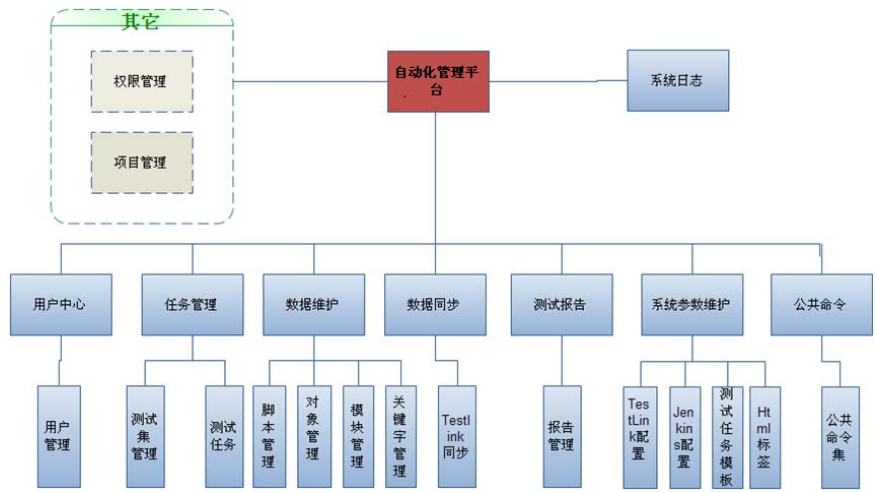 其它
权限管理
项目管理
自动化管理平
台
系统日志
用户中心
任务管理
数据维护
数据同步
测试报告
系统参数维护
公共命令
用户
管理
测试
集
管理
测试
任务
脚
本
管
理
对
象
管
理
模
块
管
理
关
键
字
管
理
Testl
ink
同步
报告
管理
Tes
tLin
k配
置
Jen
kin
s配
置
测
试
任
务
模
板
Ht
ml
标
签
公共
命令
集